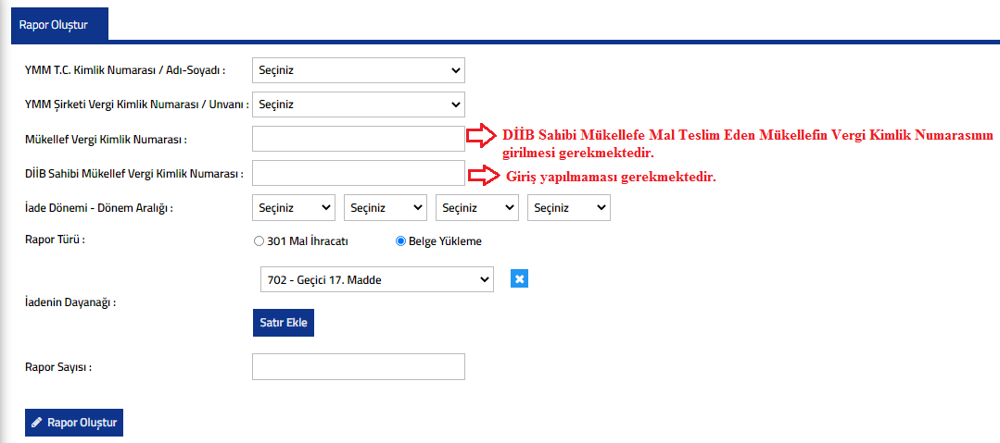 Rapor Oluştur
YMM T.C. Kimlik Numarası / Adı-Soyadı : Seçiniz
YMM Şirketi Vergi Kimlik Numarası / Unvanı : Seçiniz
Mükellef Vergi Kimlik Numarası :
DİİB Sahibi Mükellefe Mal Teslim Eden Mükellefin Vergi Kimlik Numarasının
girilmesi gerekmektedir.
DİİB Sahibi Mükellef Vergi Kimlik Numarası : Giriş yapılmaması gerekmektedir.
İade Dönemi - Dönem Aralığı : Seçiniz Seçiniz Seçiniz Seçiniz
Rapor Türü : 301 Mal İhracatı Belge Yükleme
702 - Geçici 17. Madde
İadenin Dayanağı :
Satır Ekle
Rapor Sayısı :
Rapor Oluştur